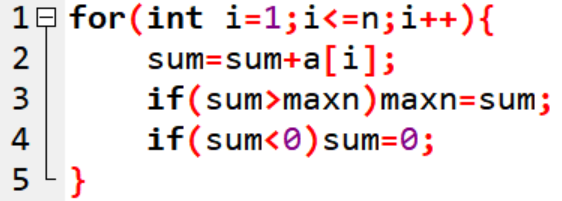 1 for(int i=1;i<=n;i++){
2 sum=sum+a[i];
3 if(sum>maxn)maxn=sum;
4 if(sum<0)sum=0;
5 }